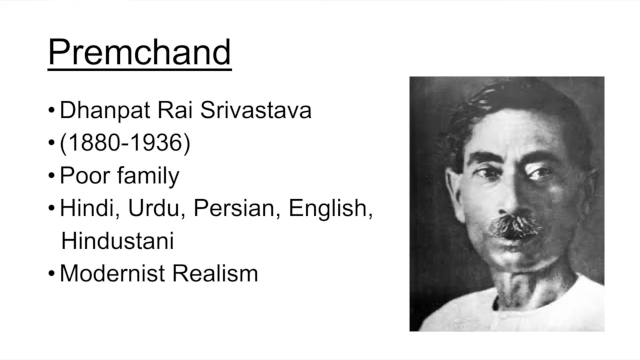 Premchand
• Dhanpat Rai Srivastava
• (1880-1936)
• Poor family
• Hindi, Urdu, Persian, English,
Hindustani
• Modernist Realism